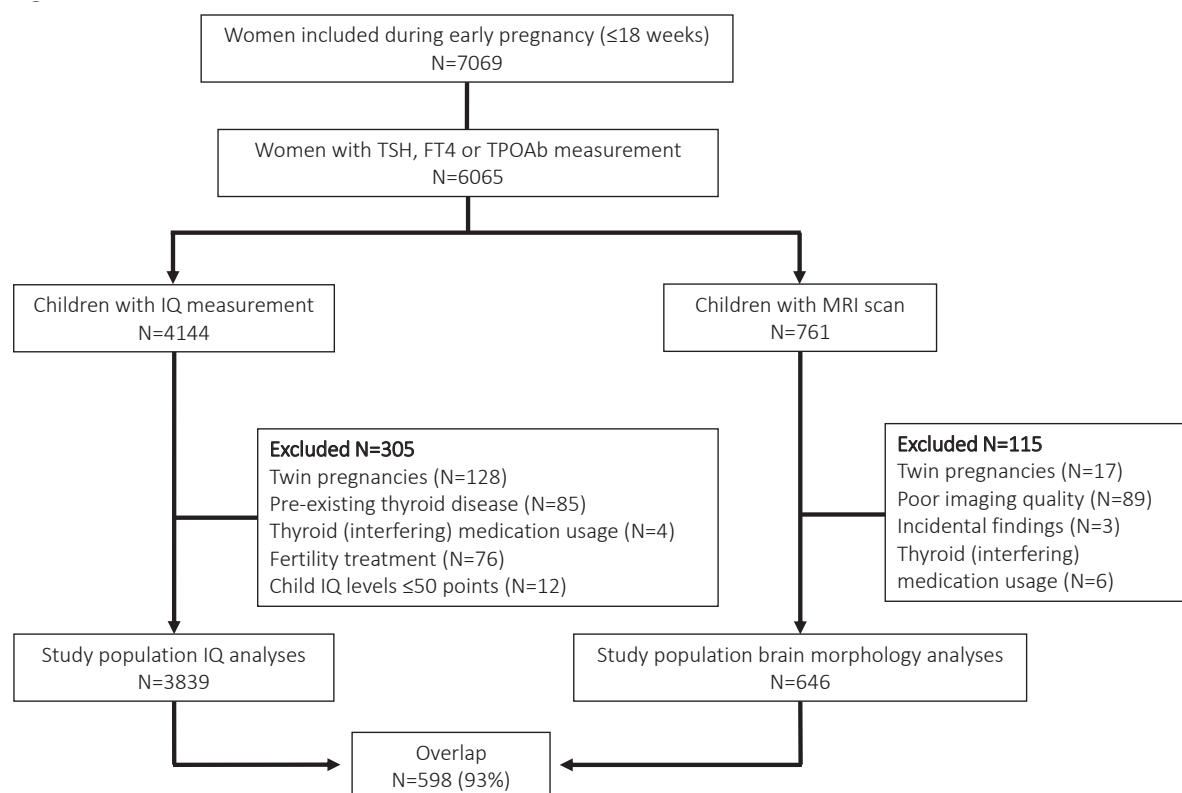 Women included during early pregnancy (≤18 weeks)
N=7069
Women with TSH, FT4 or TPOAb measurement
N=6065
Children with IQ measurement
N=4144
Children with MRI scan
N=761
Excluded N=305
Twin pregnancies (N=128)
Pre-existing thyroid disease (N=85)
Thyroid (interfering) medication usage (N=4)
Fertility treatment (N=76)
Child IQ levels ≤50 points (N=12)
Excluded N=115
Twin pregnancies (N=17)
Poor imaging quality (N=89)
Incidental findings (N=3)
Thyroid (interfering)
medication usage (N=6)
Study population IQ analyses
N=3839
Study population brain morphology analyses
N=646
Overlap
N=598 (93%)